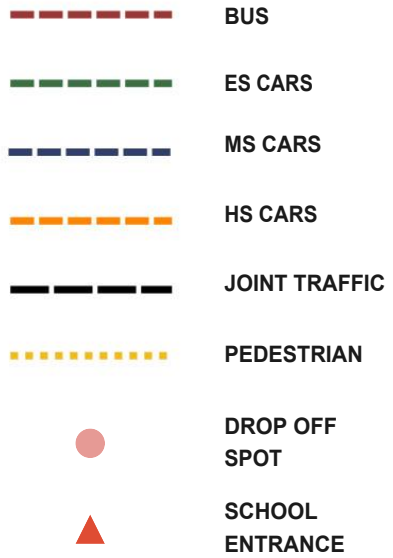 BUS
ES CARS
MS CARS
HS CARS
JOINT TRAFFIC
PEDESTRIAN
DROP OFF
SPOT
SCHOOL
ENTRANCE